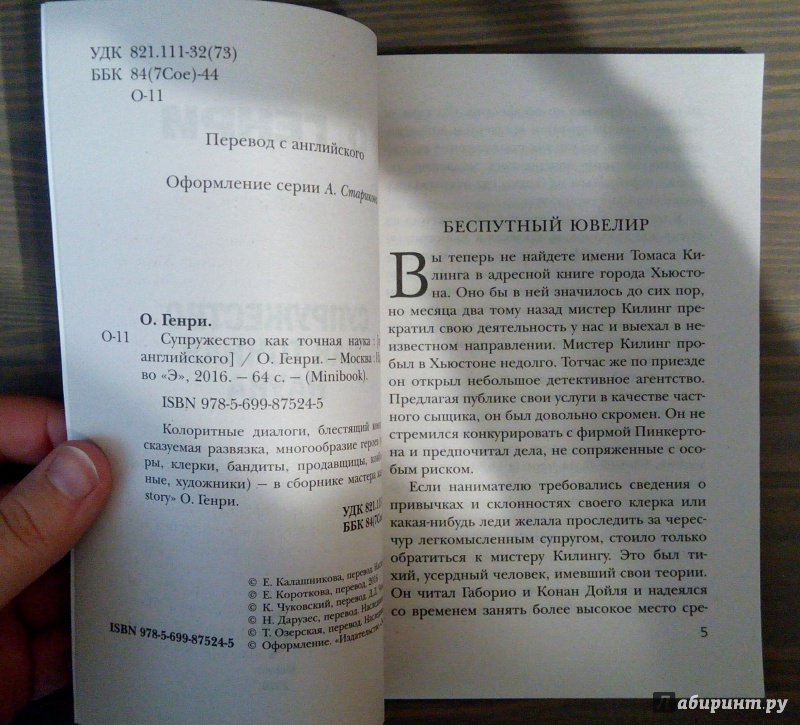 УДК 821.111-32(73)
ББК 84(7Сое)-44
О-11
Перевод с английского
Оформление серии А.
О. Генри.
О-11 Супружество как точная наука :
английского] / О. Генри. – Москва :
во «Э», 2016. – 64 с. – (Minibook).
ISBN 978-5-699-87524-5
Колоритные диалоги, блестящий
сказуемая развязка, многообразие героев
ры, клерки, бандиты, продавщицы,
ные, художники) – в сборнике мастера
story» О. Генри.
УДК 821.11
ББК 84(7Сое
© Е. Калашникова, перевод.
© Е. Короткова, перевод, 2016
© К. Чуковский, перевод.
© Н. Дарузес, перевод.
© Т. Озерская, перевод.
ISBN 978-5-699-87524-5 © Оформление. «Издательство
БЕСПУТНЫЙ ЮВЕЛИР
Вы теперь не найдете имени Томаса Ки-
линга в адресной книге города Хьюсто-
на. Оно бы в ней значилось до сих пор,
но месяца два тому назад мистер Килинг пре-
кратил свою деятельность у нас и выехал в не-
известном направлении. Мистер Килинг про-
был в Хьюстоне недолго. Тотчас же по приезде
он открыл небольшое детективное агентство.
Предлагая публике свои услуги в качестве част-
ного сыщика, он был довольно скромен. Он не
стремился конкурировать с фирмой Пинкерто-
на и предпочитал дела, не сопряженные с осо-
бым риском.
Если нанимателю требовались сведения о
привычках и склонностях своего клерка или
какая-нибудь леди желала проследить за черес-
чур легкомысленным супругом, стоило только
обратиться к мистеру Килингу. Это был ти-
хий, усердный человек, имевший свои теории.
Он читал Габорио и Конан Дойля и надеялся
со временем занять более высокое место сре-
5
Лабиринт.ру